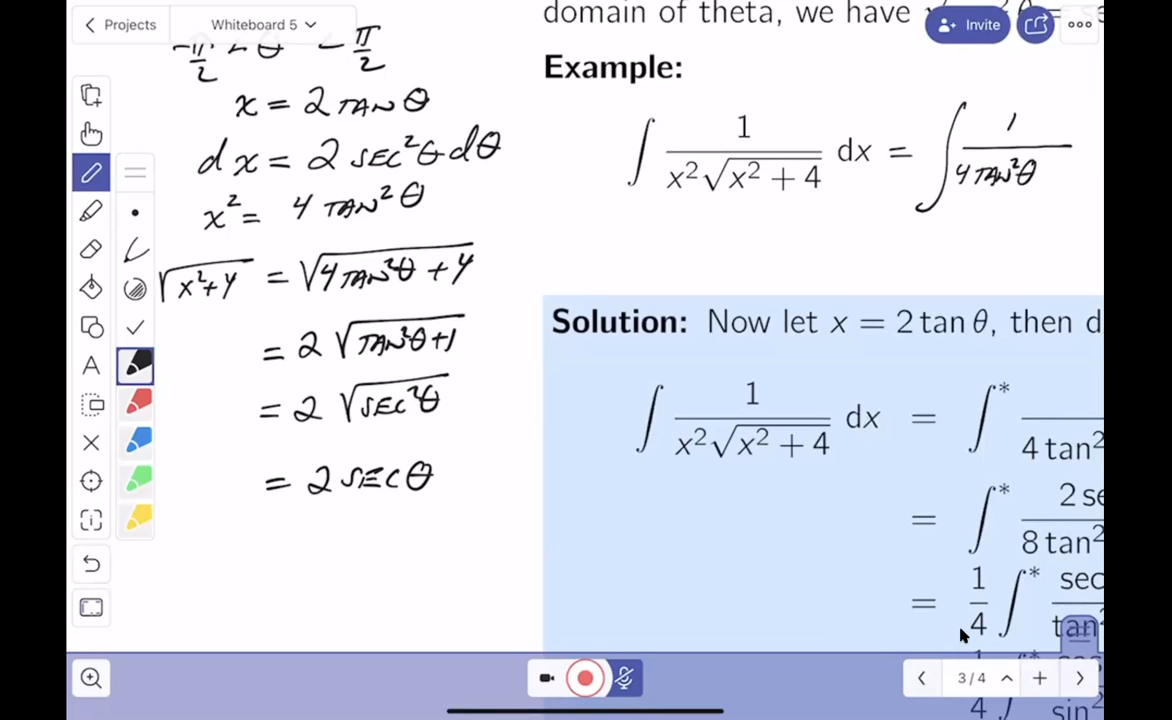 Projects
Whiteboard 5
Invite
domain of theta, we have
-π/2 < θ < π/2
x = 2 TAN θ
dx = 2 SEC²θ dθ
x² = 4 TAN²θ
√(x²+4) = √(4TAN²θ + 4)
= 2 √(TAN²θ+1)
= 2 √(SEC²θ)
= 2 SEC θ
Example:
∫ 1/(x²√(x² + 4)) dx = ∫ 1/(4 TAN²θ)
Solution: Now let x = 2 tan θ, then d
∫ 1/(x²√(x² + 4)) dx = ∫* / 4 tan²
= ∫* 2 se / 8 tan²
= 1/4 ∫* sec / tan²
4 sin²
3/4